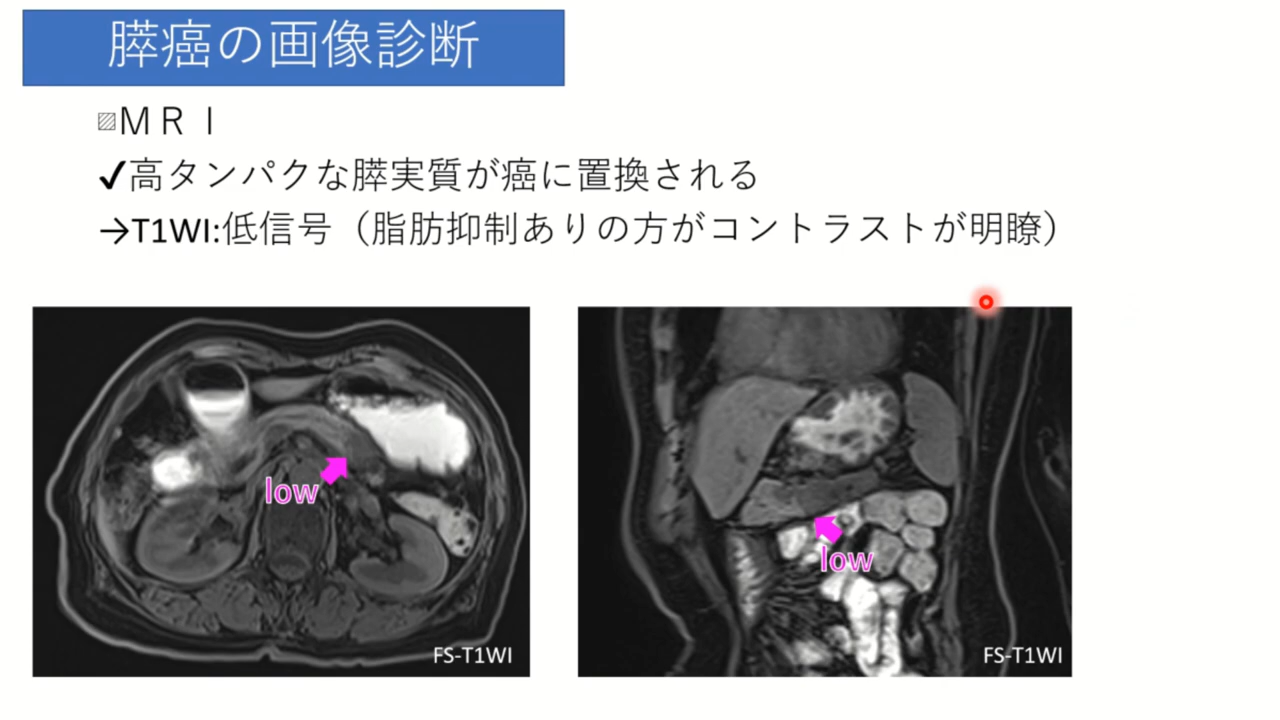 膵癌の画像診断
ＭＲＩ
✓高タンパクな膵実質が癌に置換される
→T1WI:低信号（脂肪抑制ありの方がコントラストが明瞭）
low
FS-T1WI
low
FS-T1WI